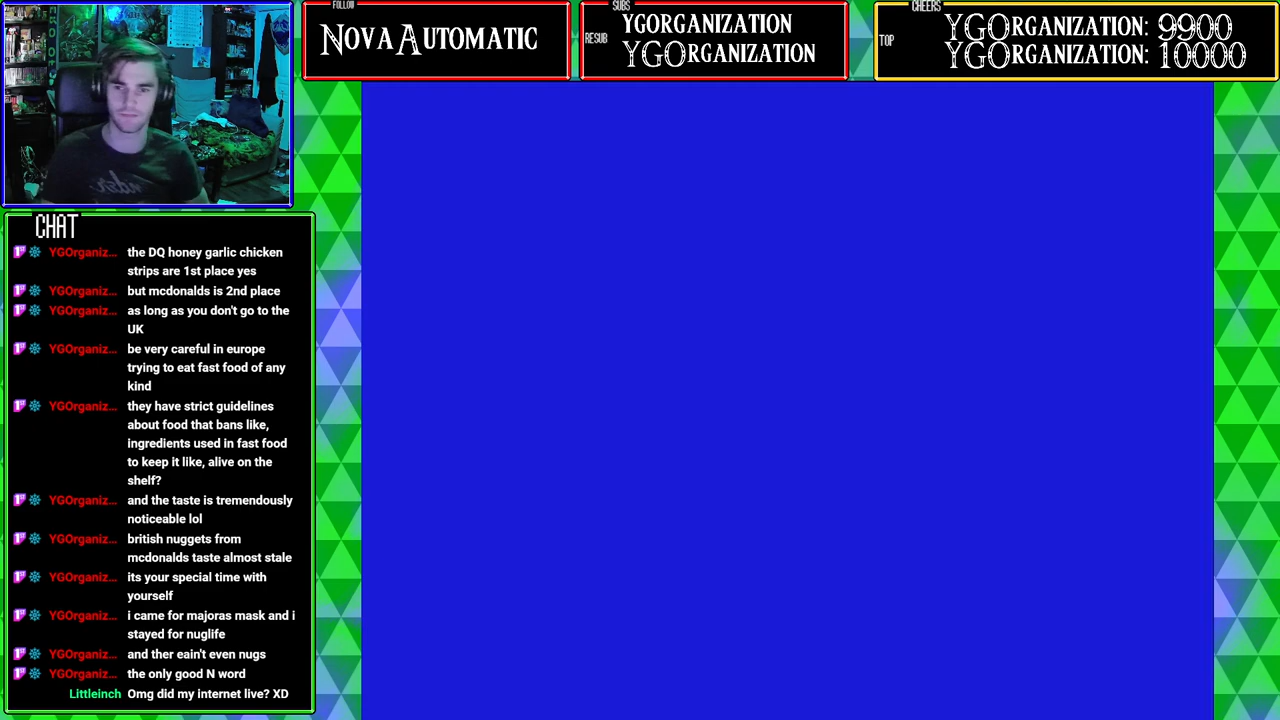 FOLLOW
NOVAAUTOMATIC
SUBS
RESUB
YGORGANIZATION
YGORGANIZATION
CHEERS
TOP
YGORGANIZATION: 9900
YGORGANIZATION: 10000
CHAT
YGOrganiz... the DQ honey garlic chicken
strips are 1st place yes
YGOrganiz... but mcdonalds is 2nd place
YGOrganiz... as long as you don't go to the
UK
YGOrganiz... be very careful in europe
trying to eat fast food of any
kind
YGOrganiz... they have strict guidelines
about food that bans like,
ingredients used in fast food
to keep it like, alive on the
shelf?
YGOrganiz... and the taste is tremendously
noticeable lol
YGOrganiz... british nuggets from
mcdonalds taste almost stale
YGOrganiz... its your special time with
yourself
YGOrganiz... i came for majoras mask and i
stayed for nuglife
YGOrganiz... and ther eain't even nugs
YGOrganiz... the only good N word
Littleinch Omg did my internet live? XD